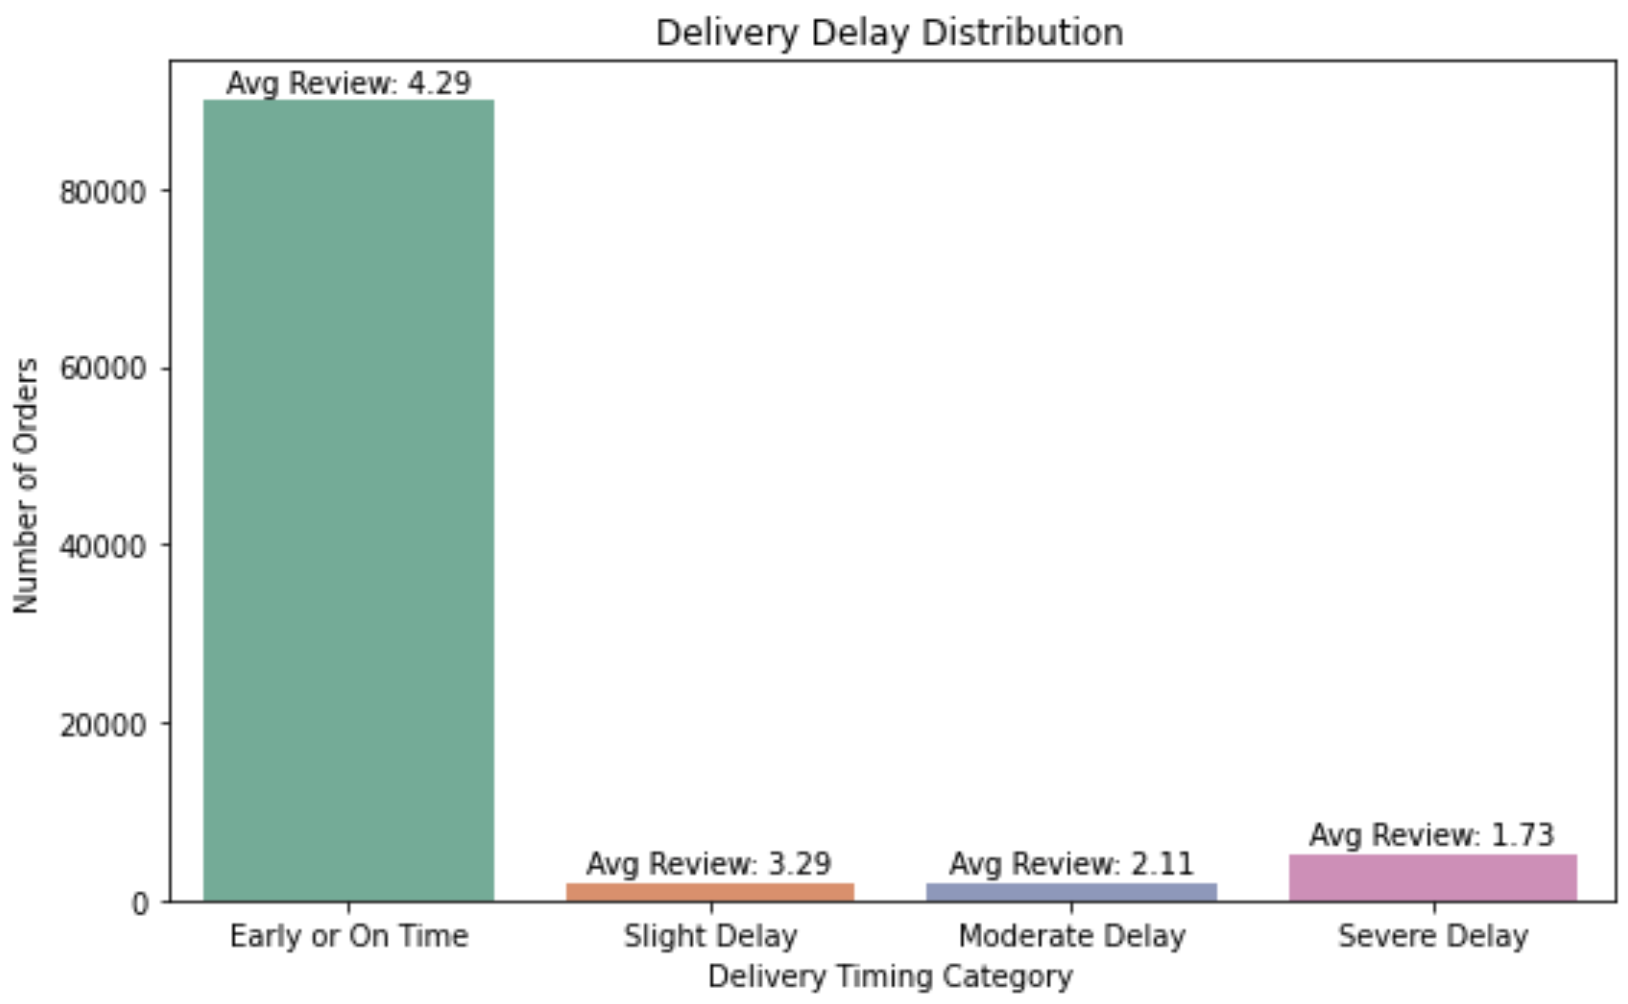 Delivery Delay Distribution
Avg Review: 4.29
80000
60000
40000
20000
0
Number of Orders
Avg Review: 3.29
Avg Review: 2.11
Avg Review: 1.73
Early or On Time
Slight Delay
Moderate Delay
Severe Delay
Delivery Timing Category